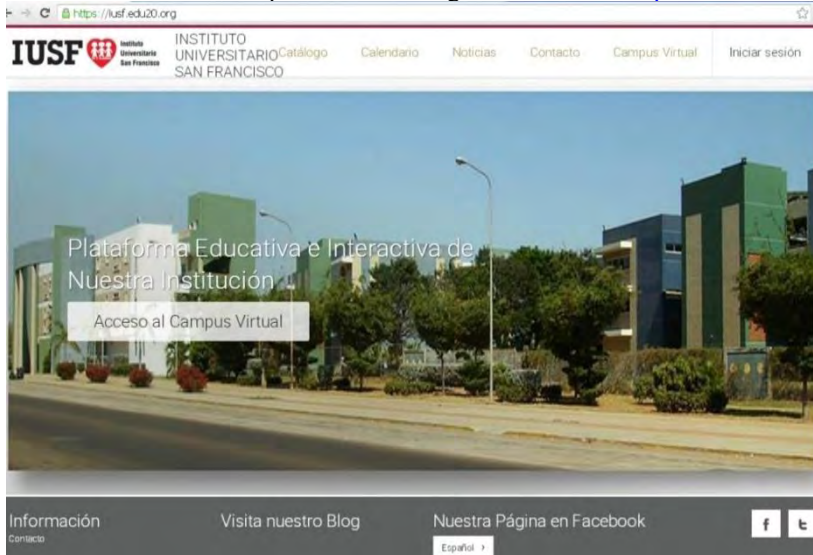 https://iusf.edu20.org
IUSF
Instituto
Universitario
San Francisco
INSTITUTO
UNIVERSITARIO
SAN FRANCISCO
Catálogo
Calendario
Noticias
Contacto
Campus Virtual
Iniciar sesión
Plataforma Educativa e Interactiva de
Nuestra Institución
Acceso al Campus Virtual
Información
Contacto
Visita nuestro Blog
Nuestra Página en Facebook
Español ›